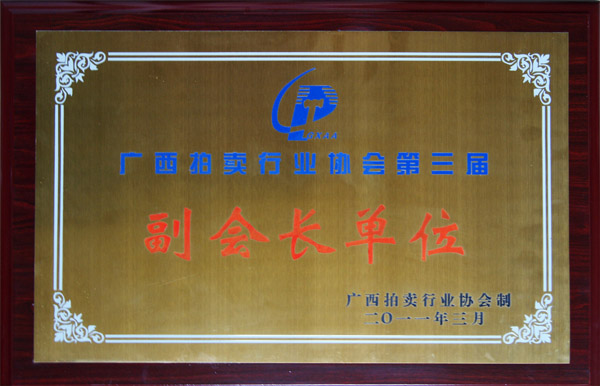 广西拍卖行业协会第三届
副会长单位
广西拍卖行业协会制
二〇一一年三月